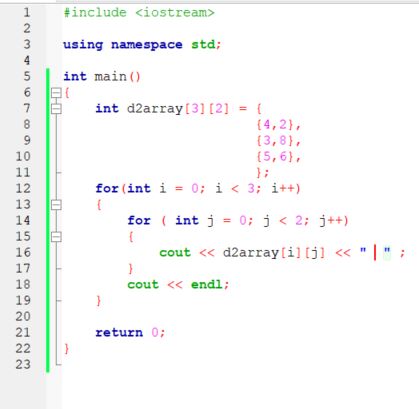 1 #include <iostream>
2
3 using namespace std;
4
5 int main()
6 {
7 int d2array[3][2] = {
8 {4,2},
9 {3,8},
10 {5,6},
11 };
12 for(int i = 0; i < 3; i++)
13 {
14 for ( int j = 0; j < 2; j++)
15 {
16 cout << d2array[i][j] << " " ;
17 }
18 cout << endl;
19 }
20
21 return 0;
22 }
23